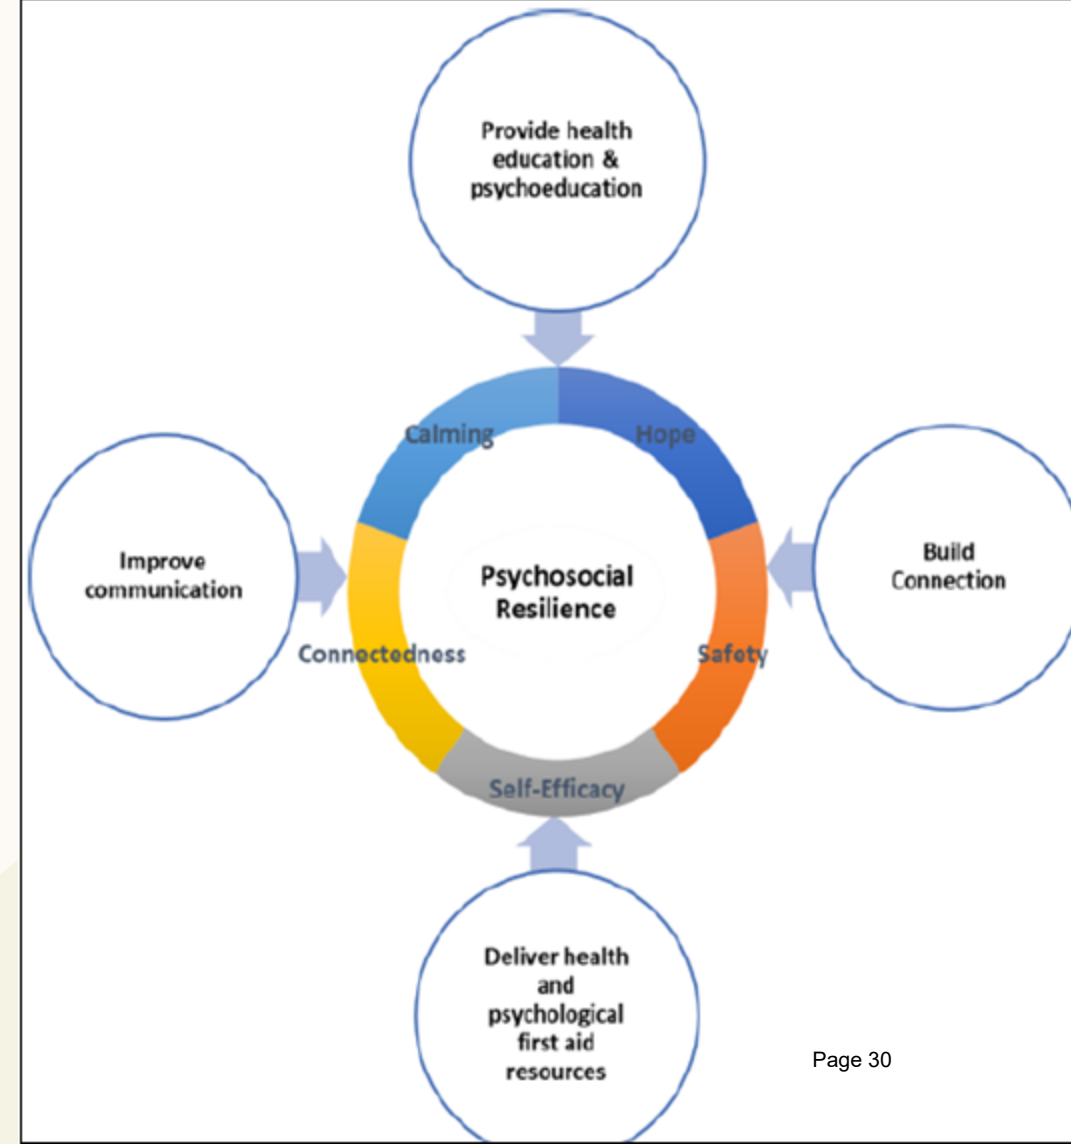 Provide health
education &
psychoeducation
Calming
Hope
Improve
communication
Psychosocial
Resilience
Build
Connection
Connectedness
Safety
Self-Efficacy
Deliver health
and
psychological
first aid
resources
Page 30